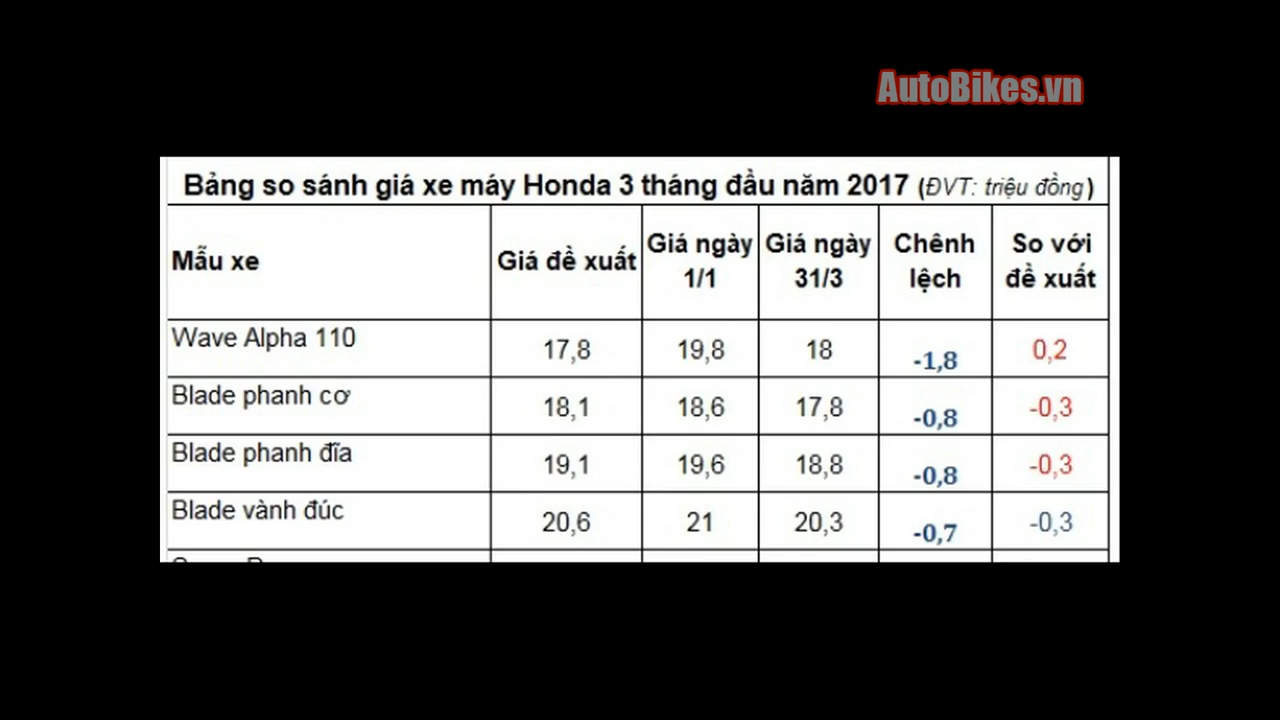 AutoBikes.vn
Bảng so sánh giá xe máy Honda 3 tháng đầu năm 2017 (ĐVT: triệu đồng)
Mẫu xe Giá đề xuất Giá ngày 1/1 Giá ngày 31/3 Chênh lệch So với đề xuất
Wave Alpha 110 17,8 19,8 18 -1,8 0,2
Blade phanh cơ 18,1 18,6 17,8 -0,8 -0,3
Blade phanh đĩa 19,1 19,6 18,8 -0,8 -0,3
Blade vành đúc 20,6 21 20,3 -0,7 -0,3